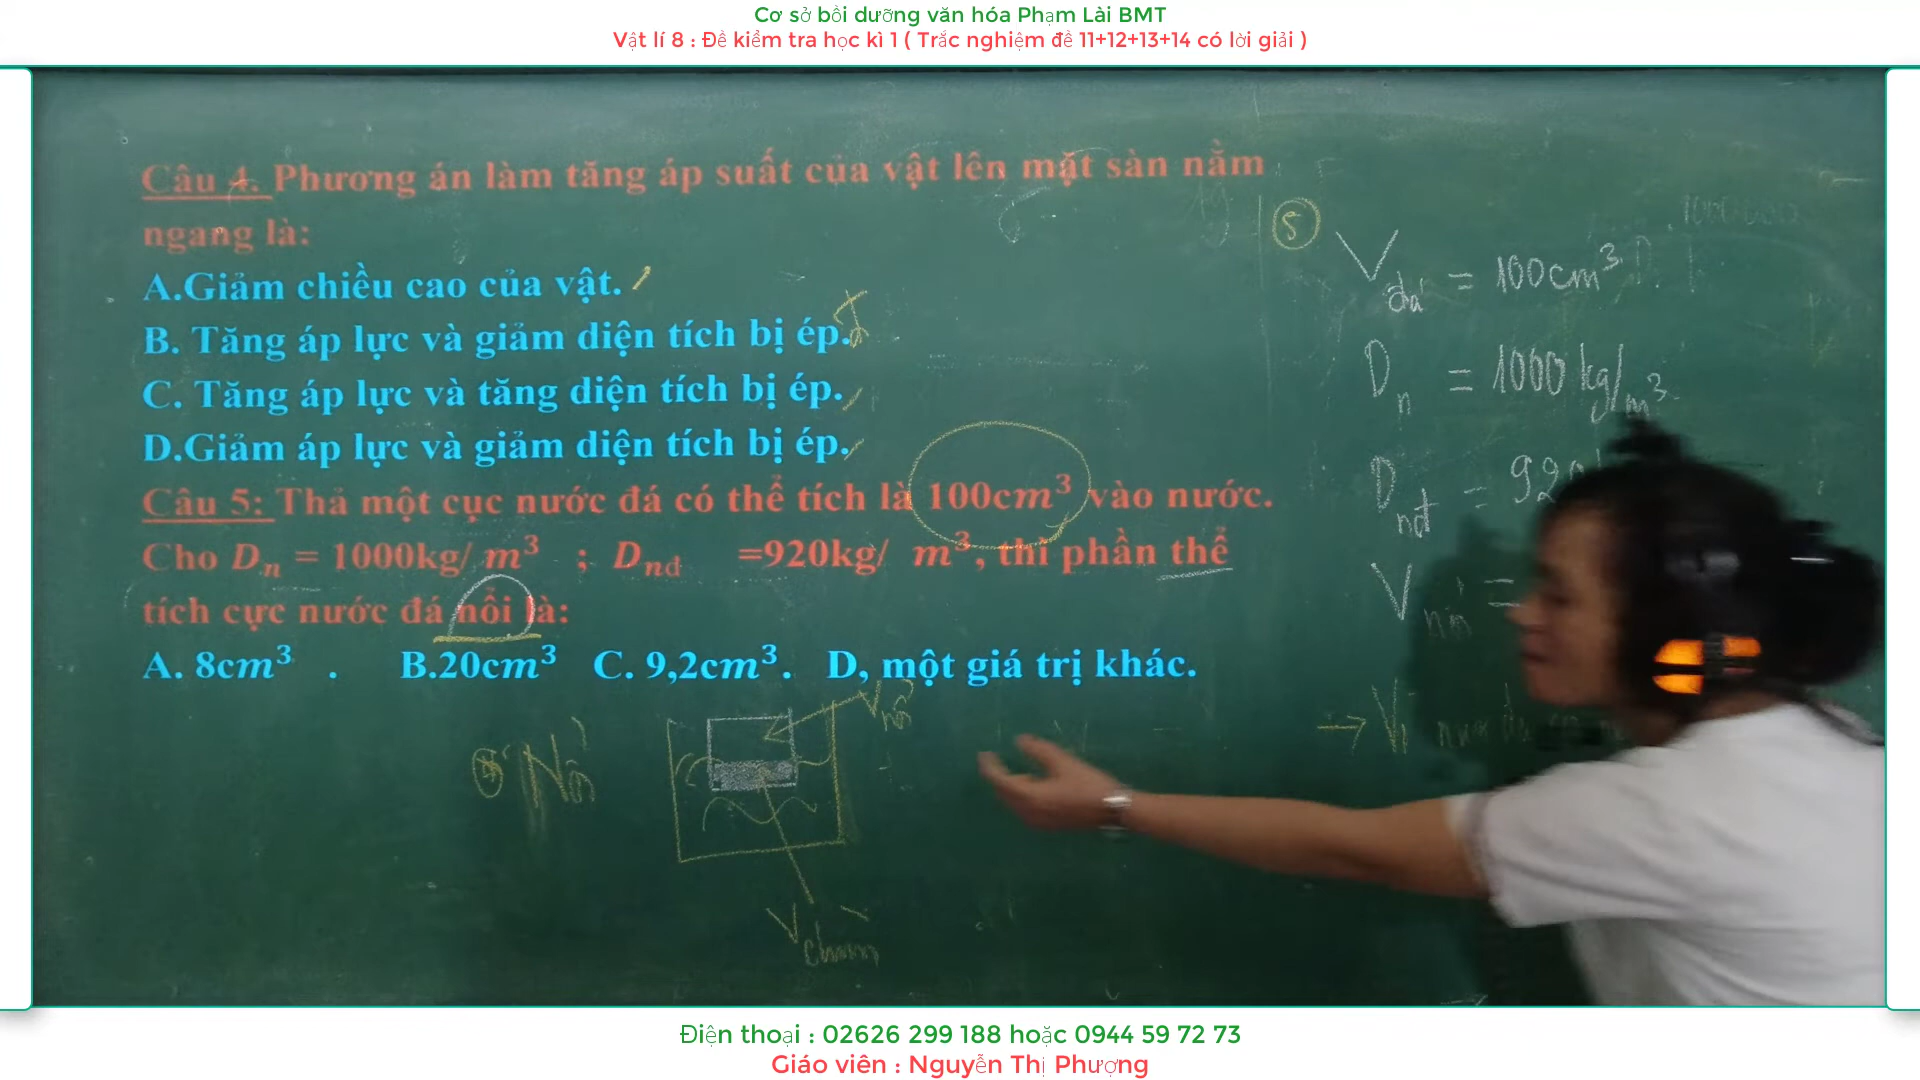 Cơ sở bồi dưỡng văn hóa Phạm Lài BMT
Vật lí 8 : Đề kiểm tra học kì 1 ( Trắc nghiệm đề 11+12+13+14 có lời giải )
Câu 4. Phương án làm tăng áp suất của vật lên mặt sàn nằm
ngang là:
A.Giảm chiều cao của vật.
B. Tăng áp lực và giảm diện tích bị ép.
C. Tăng áp lực và tăng diện tích bị ép.
D.Giảm áp lực và giảm diện tích bị ép.
Câu 5: Thả một cục nước đá có thể tích là 100cm³ vào nước.
Cho Dn = 1000kg/ m³ ; Dnd =920kg/ m³, thì phần thể
tích cực nước đá nổi là:
A. 8cm³ . B.20cm³ C. 9,2cm³. D, một giá trị khác.
5
Vđá = 100cm³
Dn = 1000 kg/m³
Dnđ = 920
Vnổi =
→ V
Nổi
Vnổi
Vchìm
Điện thoại : 02626 299 188 hoặc 0944 59 72 73
Giáo viên : Nguyễn Thị Phượng